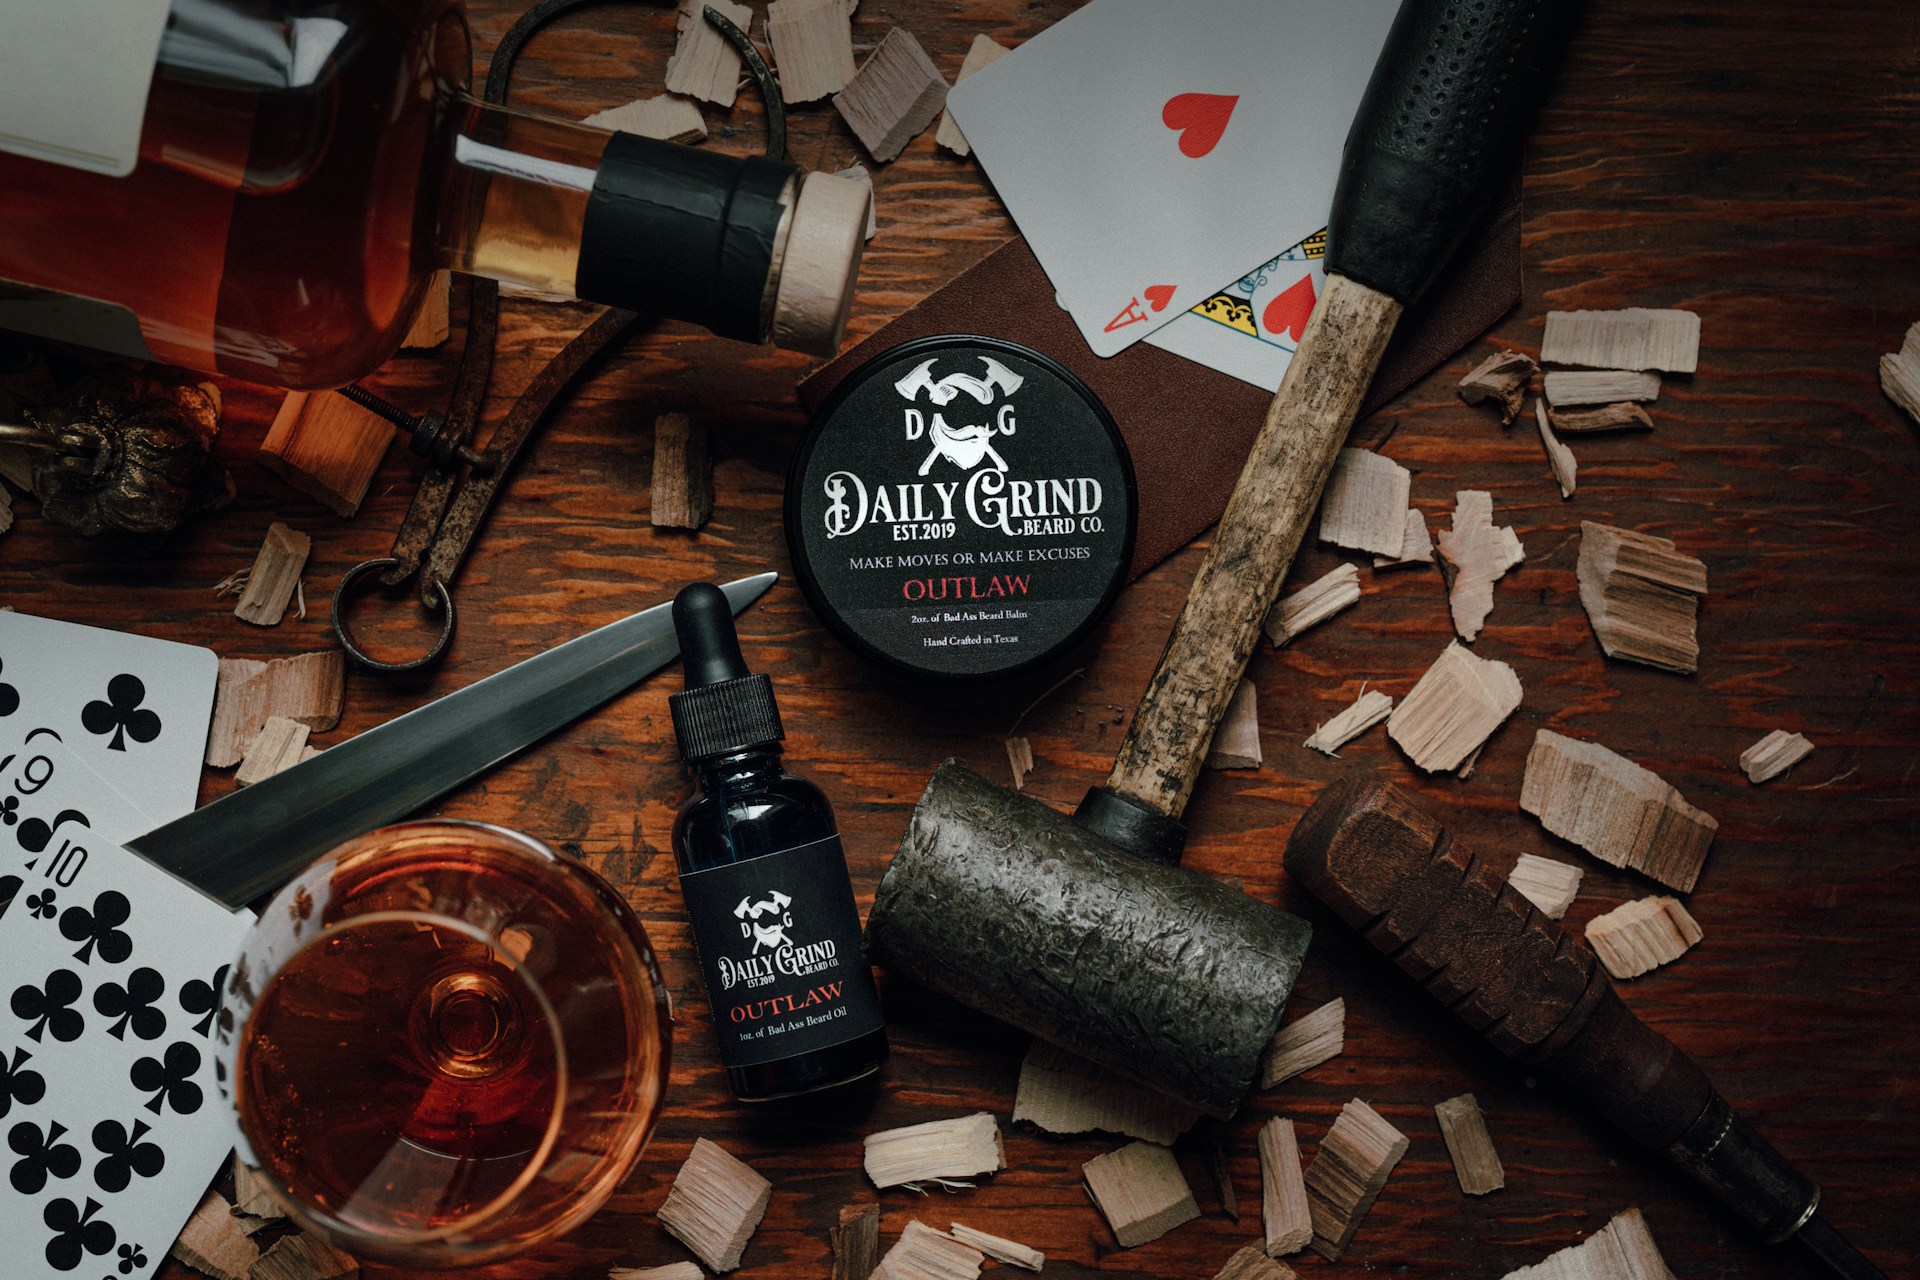 A
D G
DAILY GRIND
EST.2019 BEARD CO.
MAKE MOVES OR MAKE EXCUSES
OUTLAW
2oz. of Bad Ass Beard Balm
Hand Crafted in Texas
9
10
D G
DAILY GRIND
EST.2019 BEARD CO.
OUTLAW
1oz. of Bad Ass Beard Oil